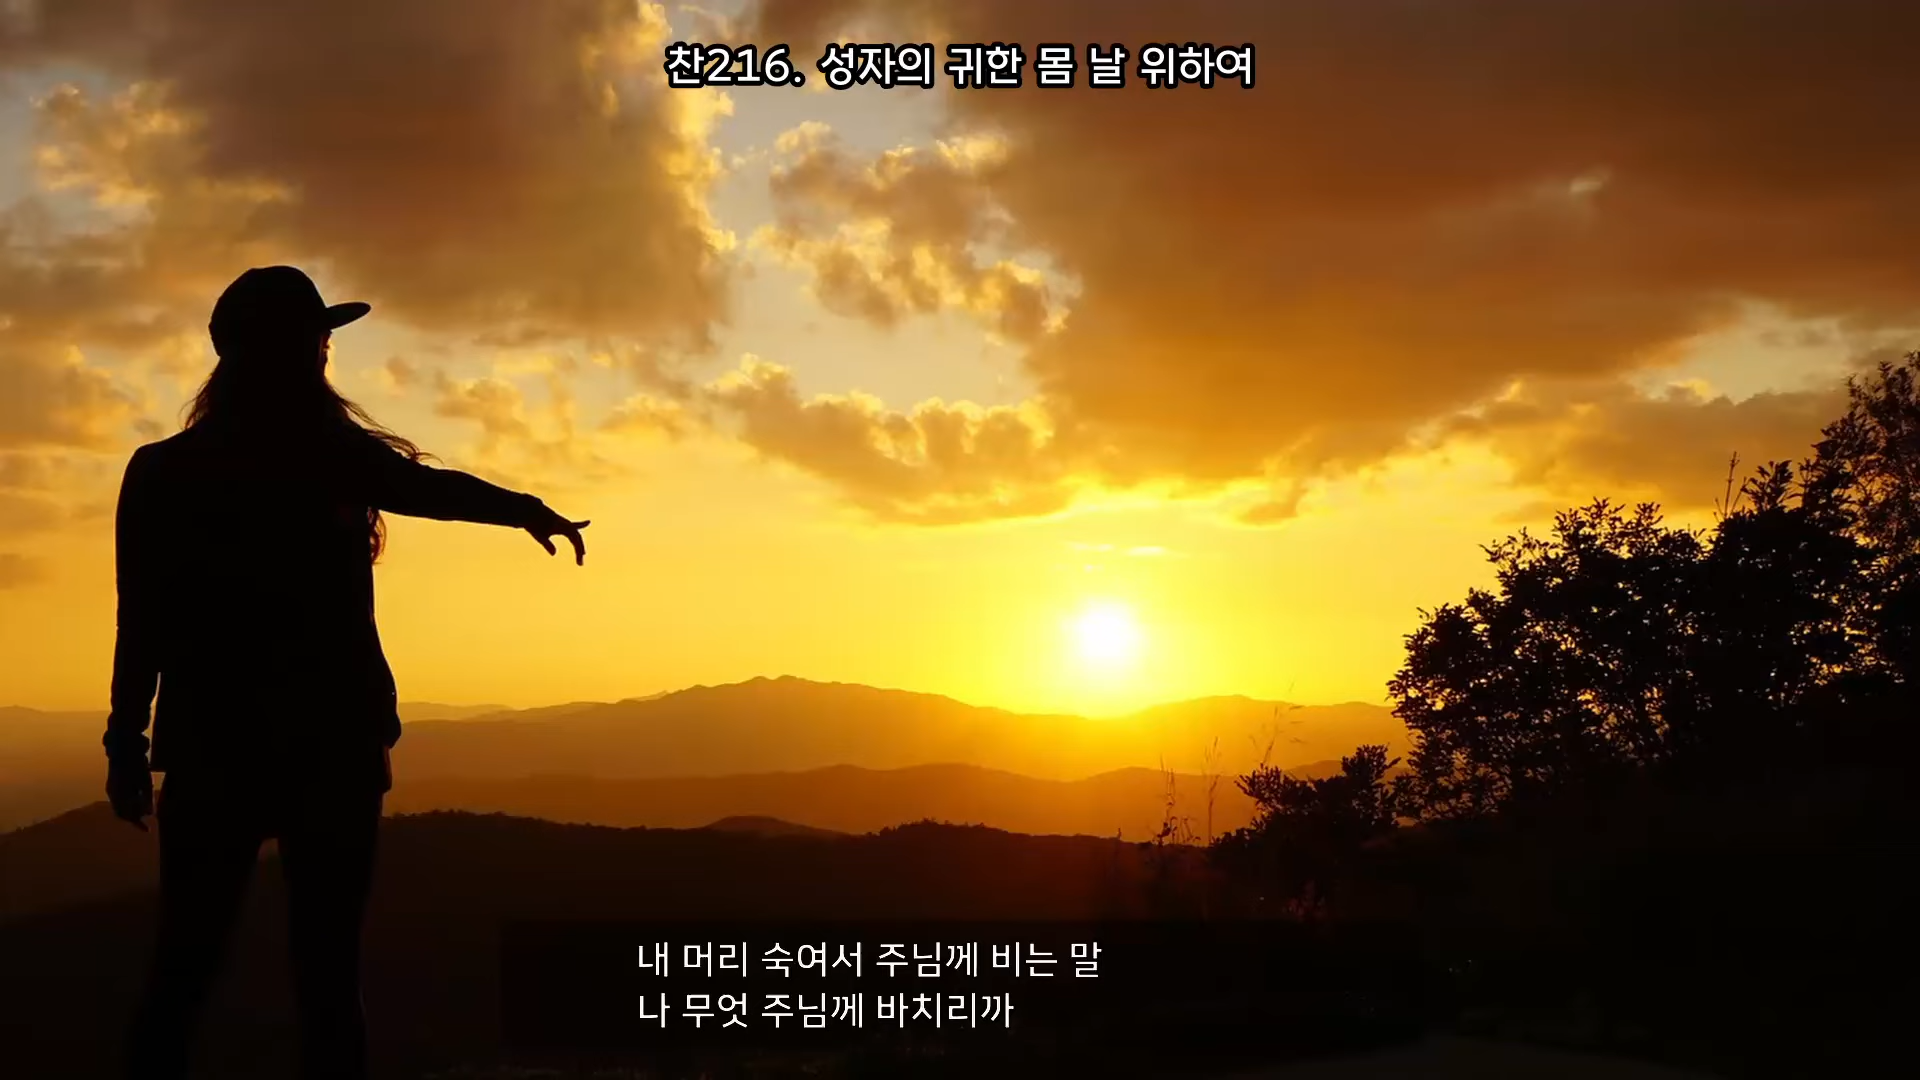 찬216. 성자의 귀한 몸 날 위하여
내 머리 숙여서 주님께 비는 말
나 무엇 주님께 바치리까